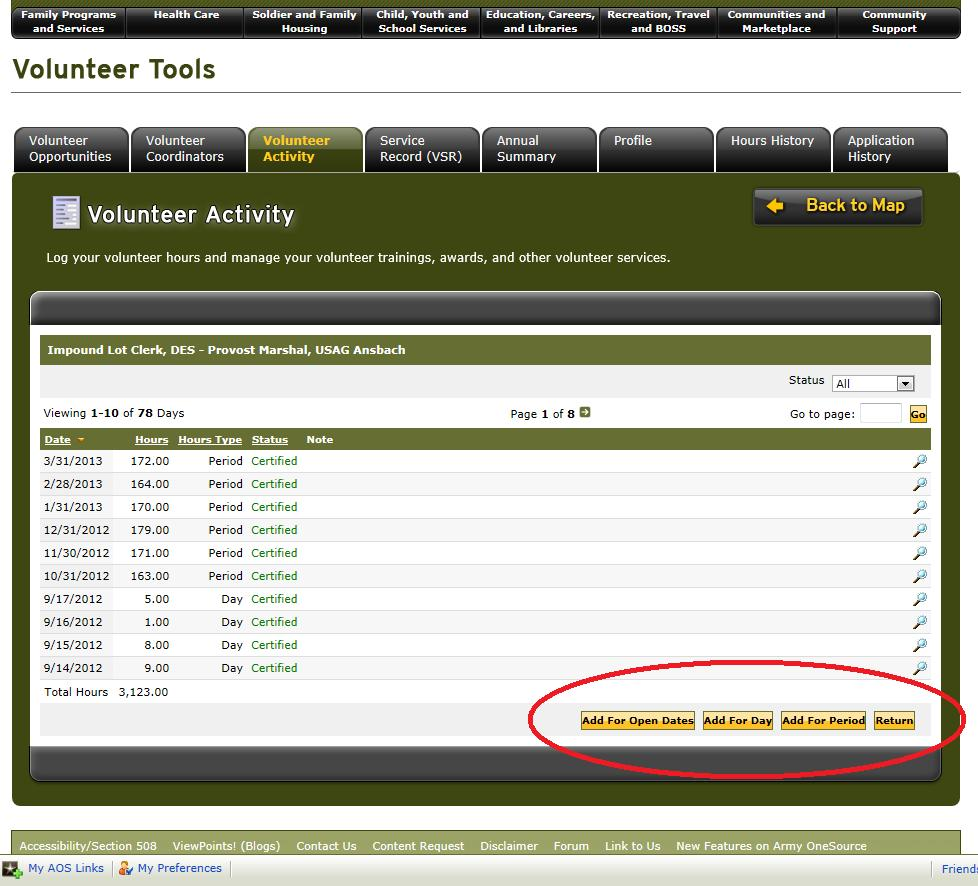 Family Programs and Services
Health Care
Soldier and Family Housing
Child, Youth and School Services
Education, Careers, and Libraries
Recreation, Travel and BOSS
Communities and Marketplace
Community Support
Volunteer Tools
Volunteer Opportunities
Volunteer Coordinators
Volunteer Activity
Service Record (VSR)
Annual Summary
Profile
Hours History
Application History
Volunteer Activity
Back to Map
Log your volunteer hours and manage your volunteer trainings, awards, and other volunteer services.
Impound Lot Clerk, DES - Provost Marshal, USAG Ansbach
Status All
Viewing 1-10 of 78 Days Page 1 of 8 Go to page: Go
Date Hours Hours Type Status Note
3/31/2013 172.00 Period Certified
2/28/2013 164.00 Period Certified
1/31/2013 170.00 Period Certified
12/31/2012 179.00 Period Certified
11/30/2012 171.00 Period Certified
10/31/2012 163.00 Period Certified
9/17/2012 5.00 Day Certified
9/16/2012 1.00 Day Certified
9/15/2012 8.00 Day Certified
9/14/2012 9.00 Day Certified
Total Hours 3,123.00
Add For Open Dates Add For Day Add For Period Return
Accessibility/Section 508 ViewPoints! (Blogs) Contact Us Content Request Disclaimer Forum Link to Us New Features on Army OneSource
My AOS Links My Preferences Friends